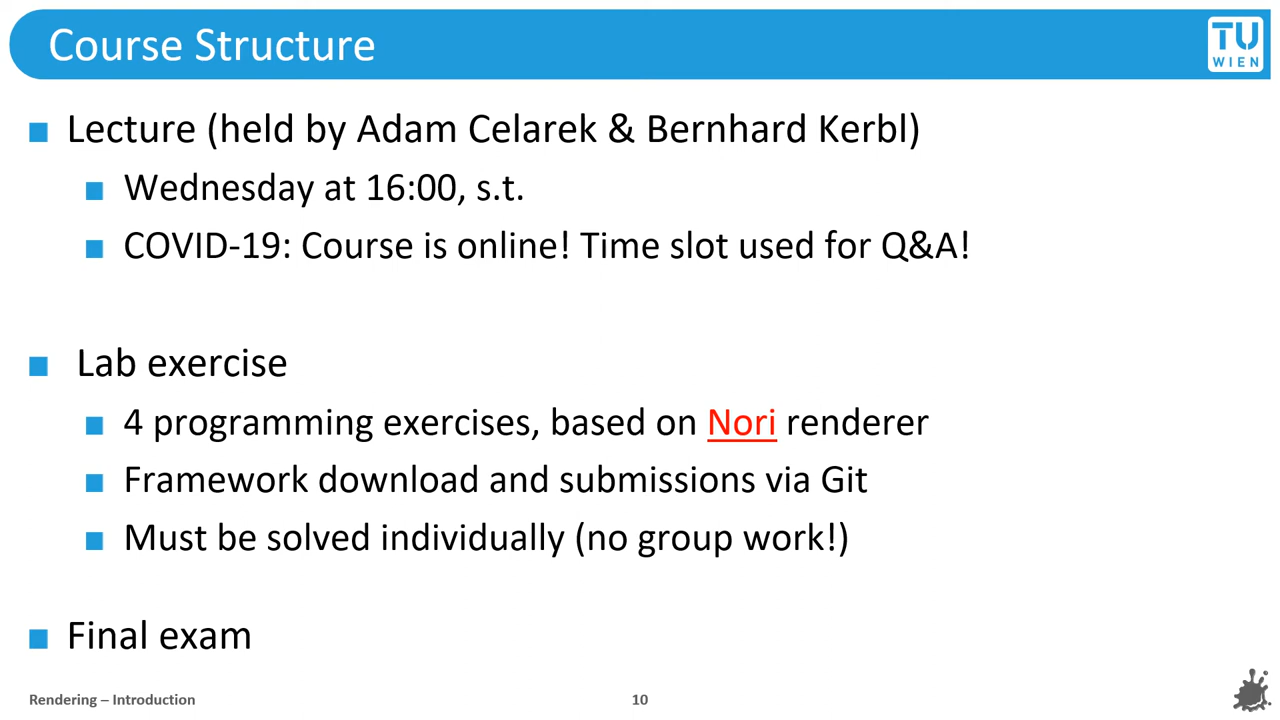 Course Structure
TU
WIEN
Lecture (held by Adam Celarek & Bernhard Kerbl)
Wednesday at 16:00, s.t.
COVID-19: Course is online! Time slot used for Q&A!
Lab exercise
4 programming exercises, based on Nori renderer
Framework download and submissions via Git
Must be solved individually (no group work!)
Final exam
Rendering – Introduction
10